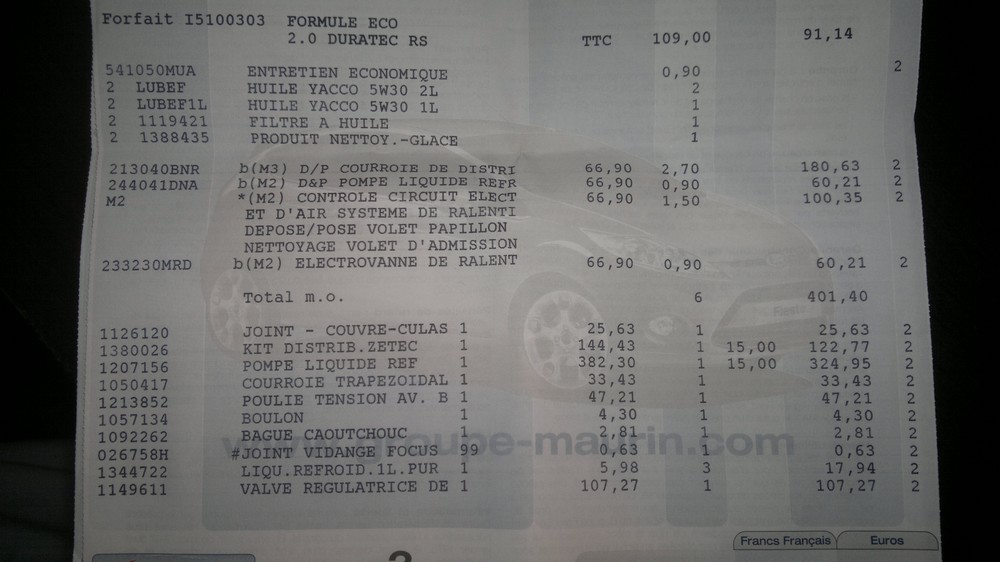 Forfait I5100303 FORMULE ECO
2.0 DURATEC RS TTC 109,00 91,14
541050MUA ENTRETIEN ECONOMIQUE 0,90 2
2 LUBEF HUILE YACCO 5W30 2L 2
2 LUBEF1L HUILE YACCO 5W30 1L 1
2 1119421 FILTRE A HUILE 1
2 1388435 PRODUIT NETTOY.-GLACE 1
213040BNR b(M3) D/P COURROIE DE DISTRI 66,90 2,70 180,63 2
244041DNA b(M2) D&P POMPE LIQUIDE REFR 66,90 0,90 60,21 2
M2 *(M2) CONTROLE CIRCUIT ELECT 66,90 1,50 100,35 2
ET D'AIR SYSTEME DE RALENTI
DEPOSE/POSE VOLET PAPILLON
NETTOYAGE VOLET D'ADMISSION
233230MRD b(M2) ELECTROVANNE DE RALENT 66,90 0,90 60,21 2
Total m.o. 6 401,40
Fiesta
1126120 JOINT - COUVRE-CULAS 1 25,63 1 25,63 2
1380026 KIT DISTRIB.ZETEC 1 144,43 1 15,00 122,77 2
1207156 POMPE LIQUIDE REF 1 382,30 1 15,00 324,95 2
1050417 COURROIE TRAPEZOIDAL 1 33,43 1 33,43 2
1213852 POULIE TENSION AV. B 1 47,21 1 47,21 2
1057134 BOULON 1 4,30 1 4,30 2
1092262 BAGUE CAOUTCHOUC 1 2,81 1 2,81 2
www.groupe-maurin.com
026758H #JOINT VIDANGE FOCUS 99 0,63 1 0,63 2
1344722 LIQU.REFROID.1L.PUR 1 5,98 3 17,94 2
1149611 VALVE REGULATRICE DE 1 107,27 1 107,27 2
Francs Français Euros